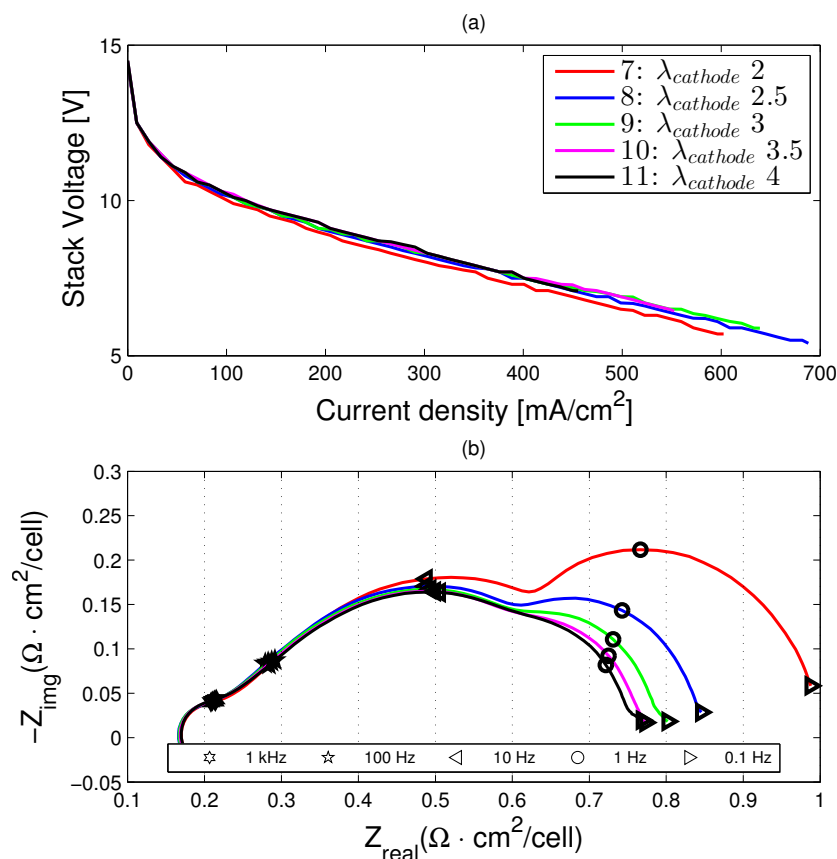 (a)
15
10
5
Stack Voltage [V]
7: λcathode 2
8: λcathode 2.5
9: λcathode 3
10: λcathode 3.5
11: λcathode 4
0 100 200 300 400 500 600 700
Current density [mA/cm²]
(b)
0.3
0.25
0.2
0.15
0.1
0.05
0
−0.05
−Zimg(Ω · cm²/cell)
1 kHz 100 Hz 10 Hz 1 Hz 0.1 Hz
0.1 0.2 0.3 0.4 0.5 0.6 0.7 0.8 0.9 1
Zreal(Ω · cm²/cell)